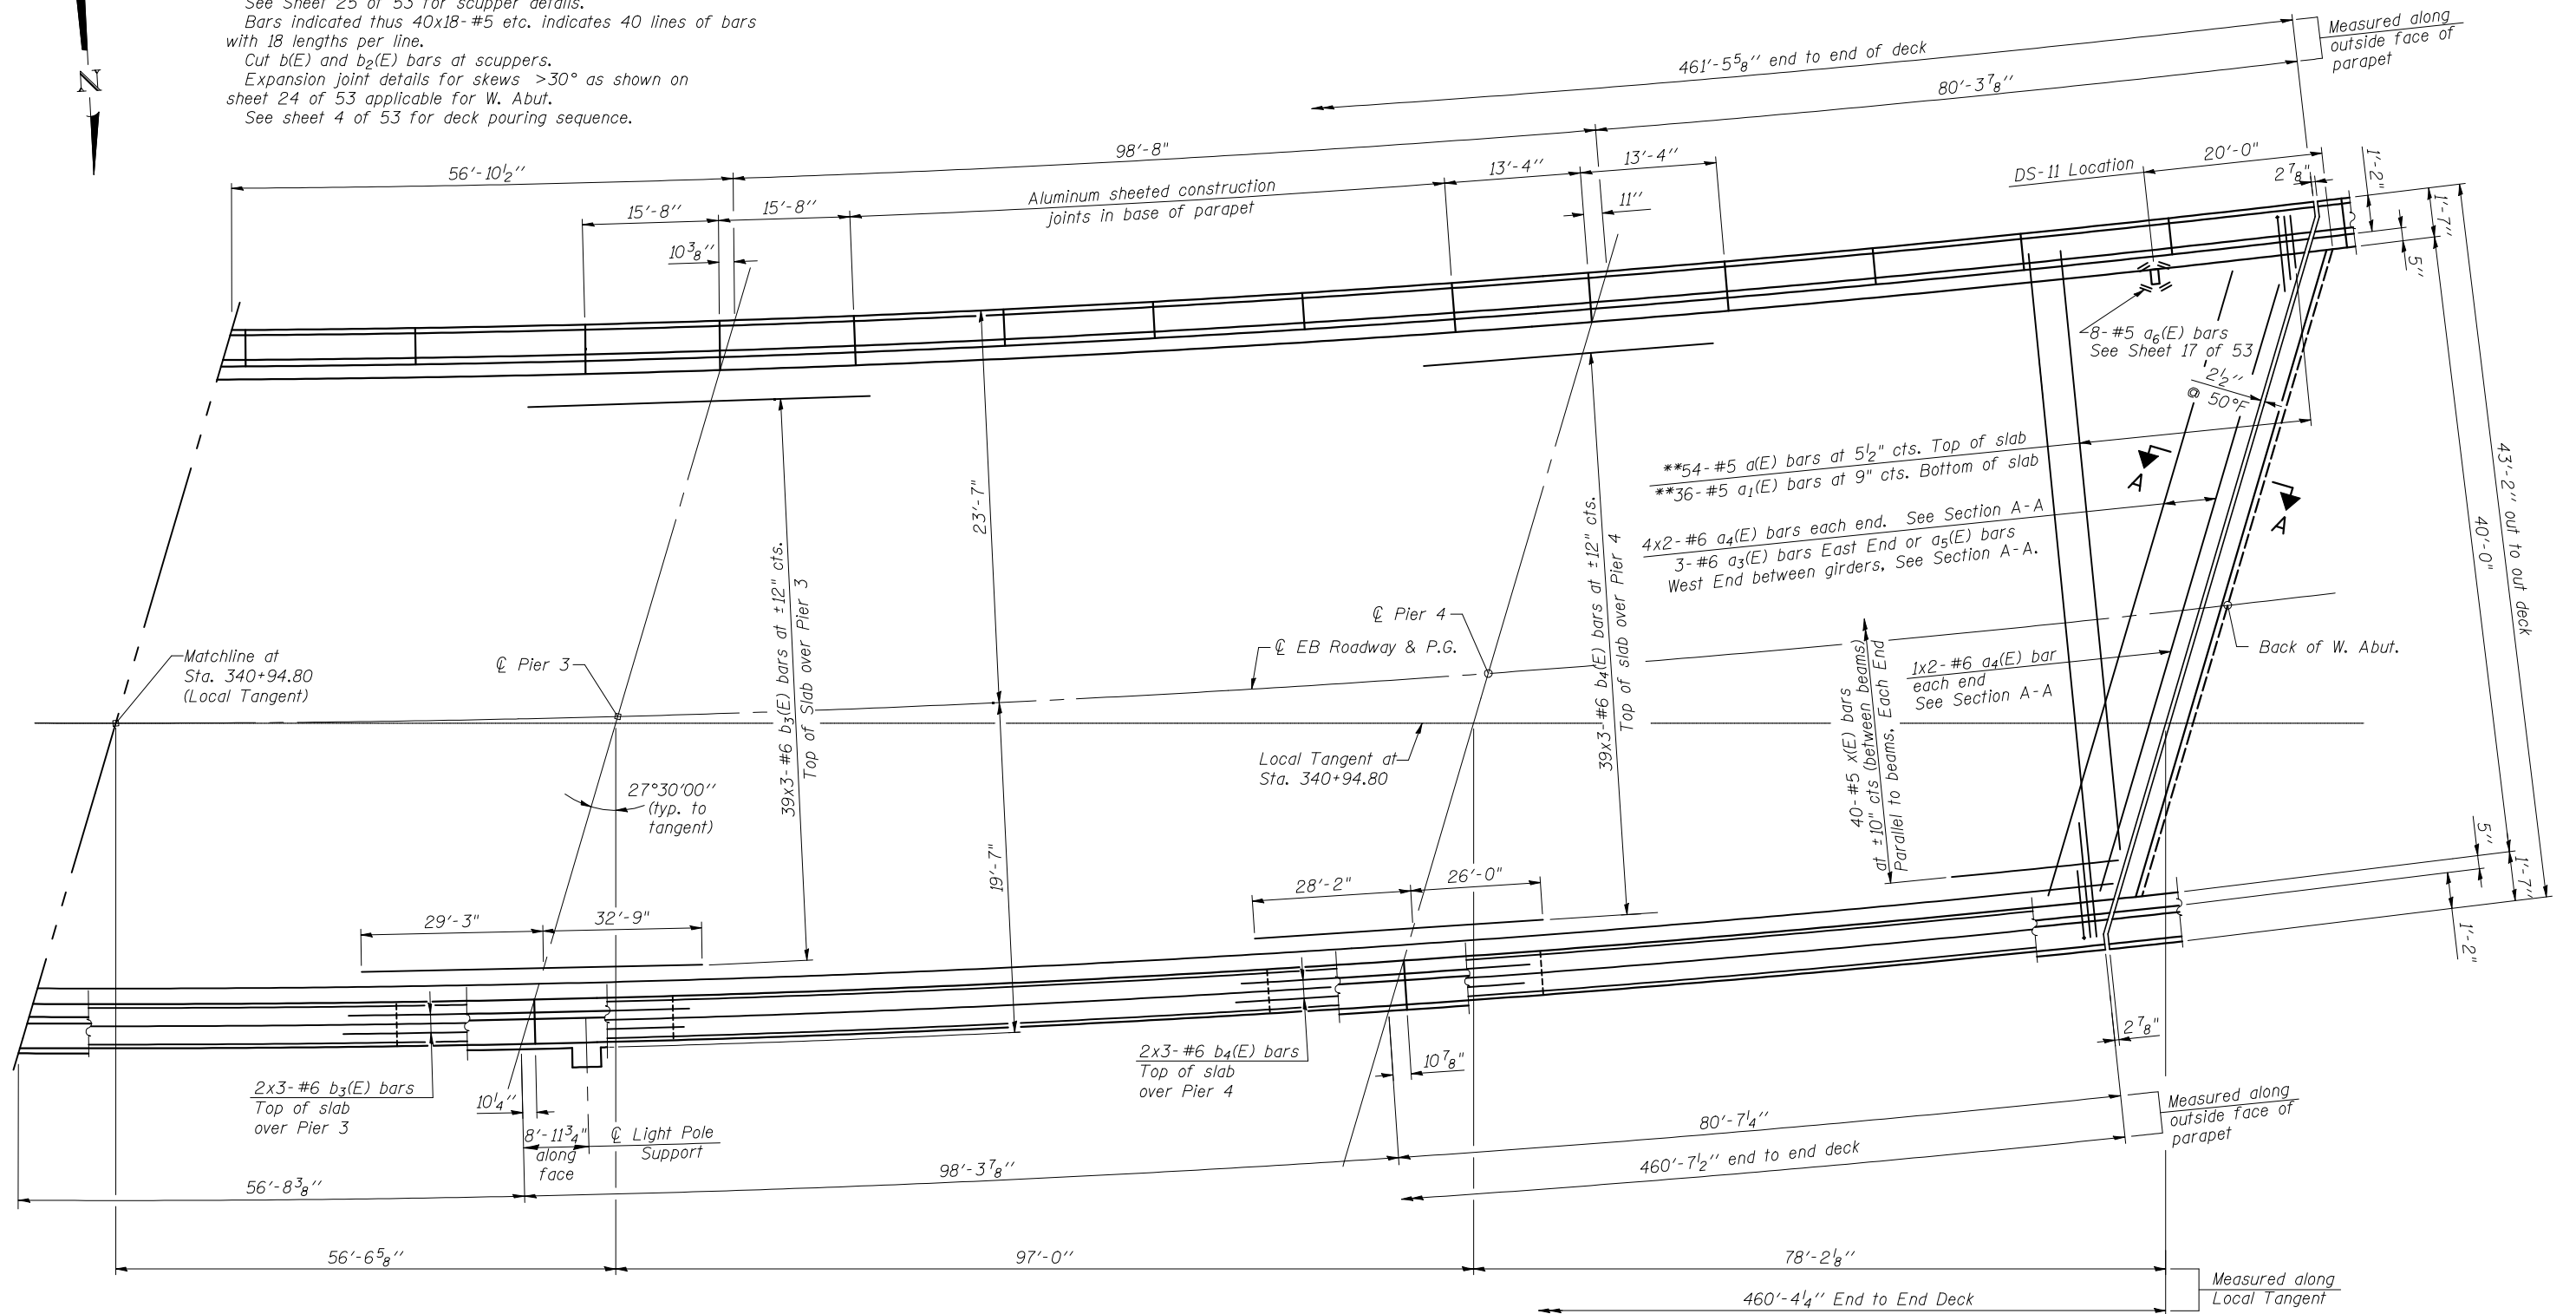 See Sheet 25 of 53 for scupper details.
Bars indicated thus 40x18-#5 etc. indicates 40 lines of bars
with 18 lengths per line.
Cut b(E) and b2(E) bars at scuppers.
Expansion joint details for skews >30° as shown on
sheet 24 of 53 applicable for W. Abut.
See sheet 4 of 53 for deck pouring sequence.
N
461'-5 5/8" end to end of deck
Measured along
outside face of
parapet
80'-3 7/8"
98'-8"
56'-10 1/2"
13'-4"
13'-4"
DS-11 Location
20'-0"
2 7/8"
1'-2"
1'-7"
5"
15'-8"
15'-8"
Aluminum sheeted construction
joints in base of parapet
11"
10 3/8"
8-#5 a6(E) bars
See Sheet 17 of 53
2 1/2"
@ 50°F
23'-7"
**54-#5 a(E) bars at 5 1/2" cts. Top of slab
**36-#5 a1(E) bars at 9" cts. Bottom of slab
A
A
4x2-#6 a4(E) bars each end. See Section A-A
3-#6 a3(E) bars East End or a5(E) bars
West End between girders, See Section A-A.
43'-2" out to out deck
40'-0"
39x3-#6 b3(E) bars at ±12" cts.
Top of Slab over Pier 3
39x3-#6 b4(E) bars at ±12" cts.
Top of slab over Pier 4
℄ Pier 4
℄ EB Roadway & P.G.
℄ Pier 3
Matchline at
Sta. 340+94.80
(Local Tangent)
Back of W. Abut.
1x2-#6 a4(E) bar
each end
See Section A-A
40-#5 x(E) bars
at ±10" cts (between beams)
Parallel to beams, Each End
Local Tangent at
Sta. 340+94.80
27°30'00"
(typ. to
tangent)
19'-7"
5"
1'-7"
1'-2"
28'-2"
26'-0"
29'-3"
32'-9"
2 7/8"
2x3-#6 b4(E) bars
Top of slab
over Pier 4
10 7/8"
2x3-#6 b3(E) bars
Top of slab
over Pier 3
10 1/4"
8'-11 3/4"
along
face
℄ Light Pole
Support
80'-7 1/4"
Measured along
outside face of
parapet
460'-7 1/2" end to end deck
98'-3 7/8"
56'-8 3/8"
56'-6 5/8"
97'-0"
78'-2 1/8"
460'-4 1/4" End to End Deck
Measured along
Local Tangent